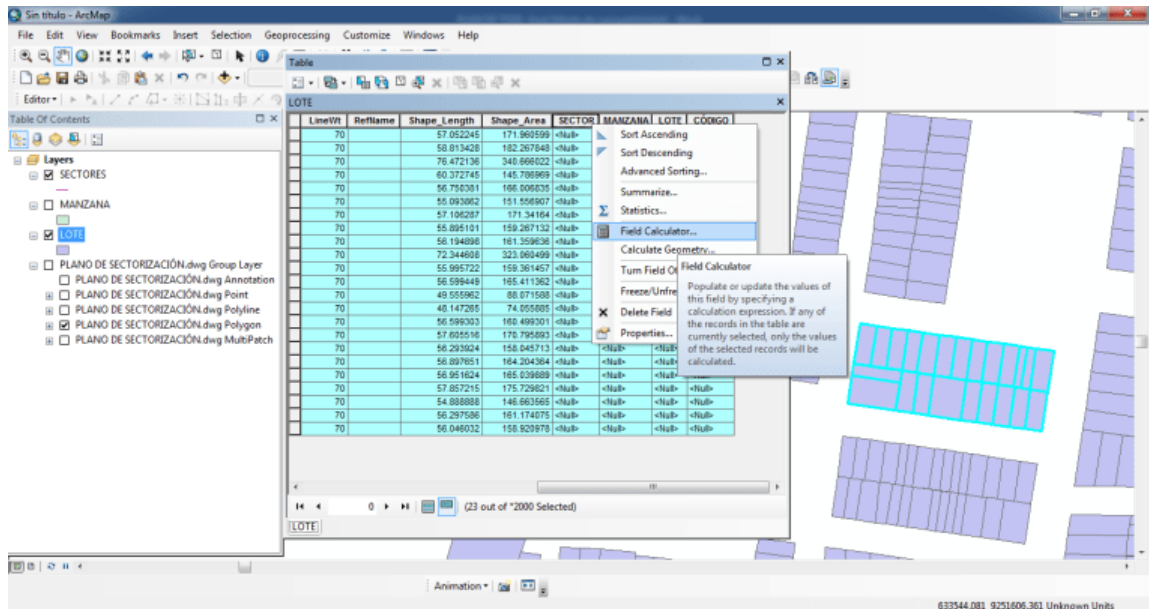 Sin título - ArcMap
File Edit View Bookmarks Insert Selection Geoprocessing Customize Windows Help
Table
Editor
LOTE
Table Of Contents
LineWt RefName Shape_Length Shape_Area SECTOR MANZANA LOTE CÓDIGO
70 57.052245 171.960599 <Null>
70 58.813428 182.267848 <Null>
70 76.472136 340.666022 <Null>
70 60.372745 145.786969 <Null>
70 56.750381 166.006835 <Null>
70 55.093862 151.556907 <Null>
70 57.106287 171.34164 <Null>
70 55.895101 159.267132 <Null>
70 56.194898 161.359636 <Null>
70 72.344608 323.060499 <Null>
70 55.995722 159.361457 <Null>
70 56.599449 165.411362 <Null>
70 49.555962 88.071588 <Null>
70 48.147265 74.055685 <Null>
70 56.599303 160.499301 <Null>
70 57.605516 170.795893 <Null>
70 56.293924 158.045713 <Null> <Null> <Null> <Null>
70 56.897651 164.204364 <Null> <Null> <Null>
70 56.951624 165.039889 <Null> <Null> <Null>
70 57.857215 175.729821 <Null> <Null> <Null> <Null>
70 54.888888 146.663565 <Null> <Null> <Null> <Null>
70 56.297586 161.174075 <Null> <Null> <Null> <Null>
70 56.046032 158.920978 <Null> <Null> <Null> <Null>
Sort Ascending
Sort Descending
Advanced Sorting...
Summarize...
Statistics...
Field Calculator...
Calculate Geometry...
Turn Field
Freeze/Unfre
Delete Field
Properties...
Field Calculator
Populate or update the values of
this field by specifying a
calculation expression. If any of
the records in the table are
currently selected, only the values
of the selected records will be
calculated.
Layers
SECTORES
MANZANA
LOTE
PLANO DE SECTORIZACIÓN.dwg Group Layer
PLANO DE SECTORIZACIÓN.dwg Annotation
PLANO DE SECTORIZACIÓN.dwg Point
PLANO DE SECTORIZACIÓN.dwg Polyline
PLANO DE SECTORIZACIÓN.dwg Polygon
PLANO DE SECTORIZACIÓN.dwg MultiPatch
0 (23 out of *2000 Selected)
LOTE
Animation
633544.081 9251606.361 Unknown Units